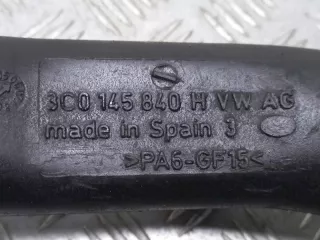 3C0 145 840 H VW AG
made in Spain 3
>PA6-GF15<